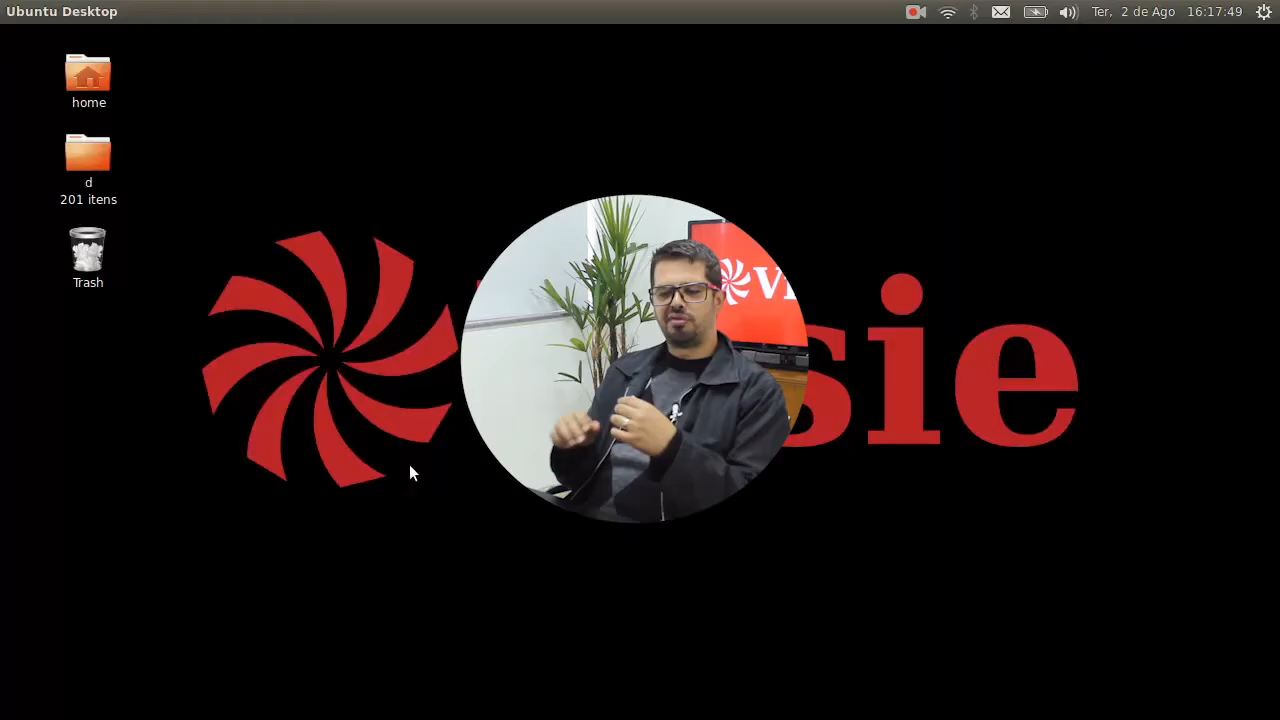 Ubuntu Desktop
Ter, 2 de Ago 16:17:49
home
d
201 itens
Trash
sie